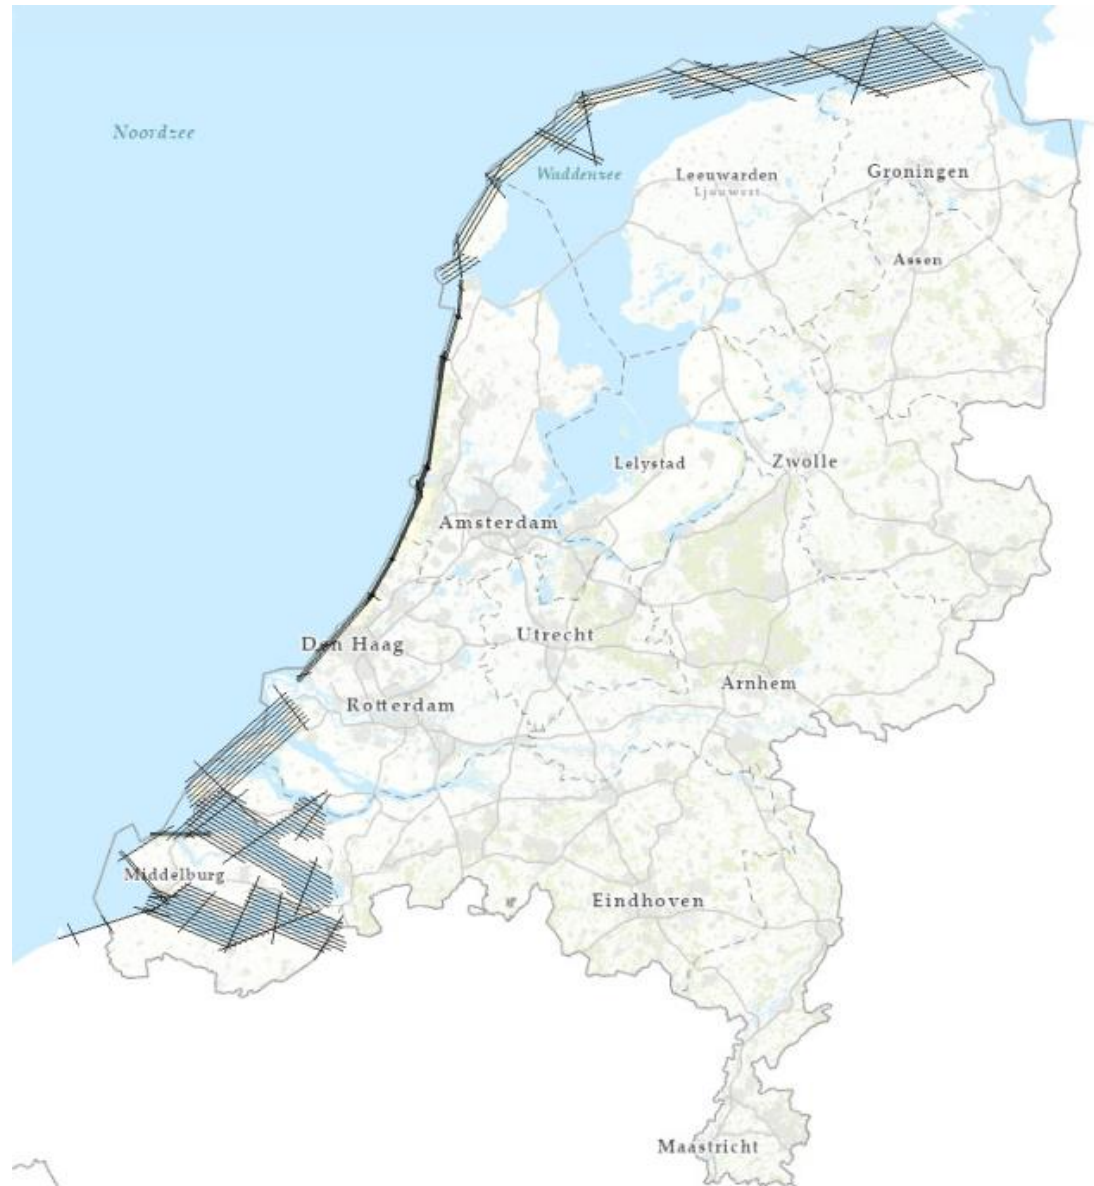 Noordzee
Waddenzee
Leeuwarden
Ljouwert
Groningen
Assen
Lelystad
Zwolle
Amsterdam
Den Haag
Utrecht
Arnhem
Rotterdam
Middelburg
Eindhoven
Maastricht